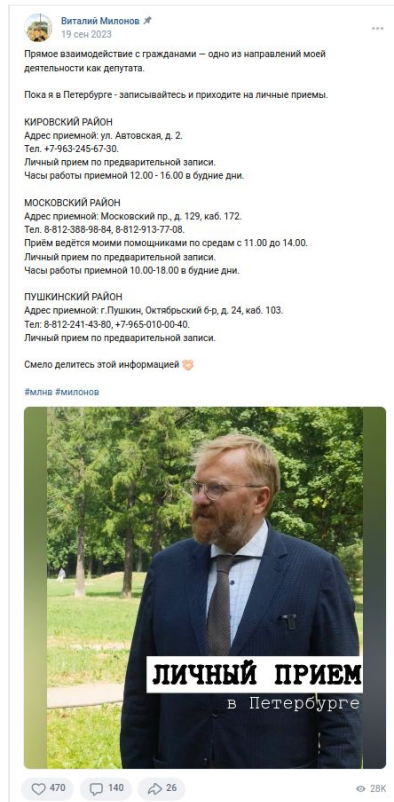 Виталий Милонов
19 сен 2023
Прямое взаимодействие с гражданами — одно из направлений моей
деятельности как депутата.
Пока я в Петербурге - записывайтесь и приходите на личные приемы.
КИРОВСКИЙ РАЙОН
Адрес приемной: ул. Автовская, д. 2.
Тел. +7-963-245-67-30.
Личный прием по предварительной записи.
Часы работы приемной 12.00 - 16.00 в будние дни.
МОСКОВСКИЙ РАЙОН
Адрес приемной: Московский пр., д. 129, каб. 172.
Тел. 8-812-388-98-84, 8-812-913-77-08.
Приём ведётся моими помощниками по средам с 11.00 до 14.00.
Личный прием по предварительной записи.
Часы работы приемной 10.00-18.00 в будние дни.
ПУШКИНСКИЙ РАЙОН
Адрес приемной: г.Пушкин, Октябрьский б-р, д. 24, каб. 103.
Тел: 8-812-241-43-80, +7-965-010-00-40.
Личный прием по предварительной записи.
Смело делитесь этой информацией
#млнв #милонов
ЛИЧНЫЙ ПРИЕМ
в Петербурге
470 140 26 28K